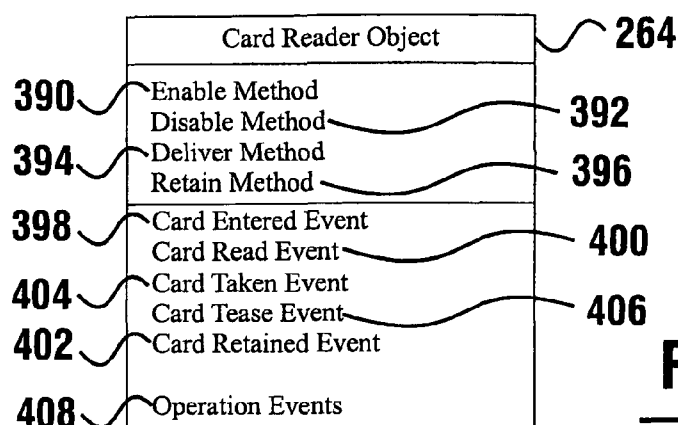 Card Reader Object 264
390 Enable Method
Disable Method 392
394 Deliver Method
Retain Method 396
398 Card Entered Event
Card Read Event 400
404 Card Taken Event
Card Tease Event 406
402 Card Retained Event
408 Operation Events